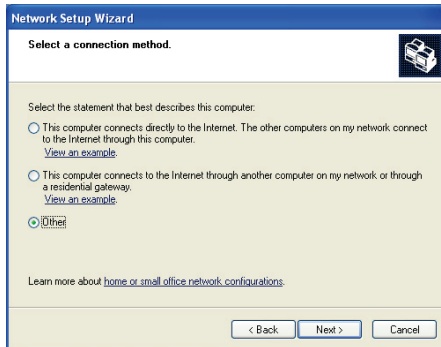 Network Setup Wizard
Select a connection method.
Select the statement that best describes this computer:
This computer connects directly to the Internet. The other computers on my network connect
to the Internet through this computer.
View an example.
This computer connects to the Internet through another computer on my network or through
a residential gateway.
View an example.
Other
Learn more about home or small office network configurations.
< Back Next > Cancel